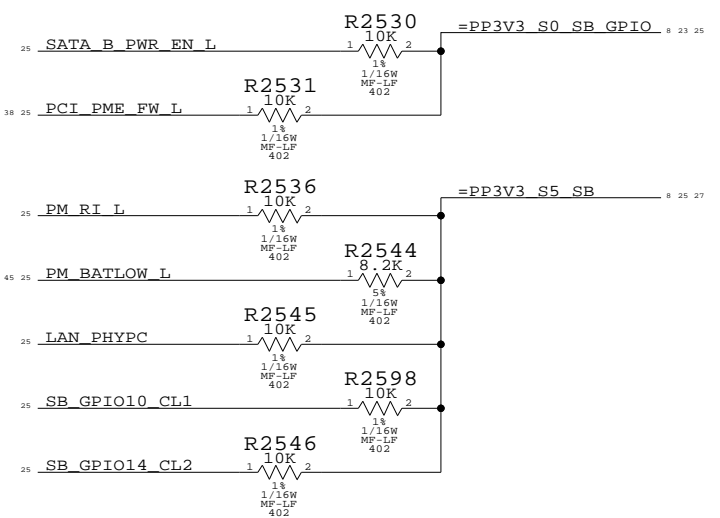 R2530
10K
=PP3V3_S0_SB_GPIO 8 23 25
25 SATA_B_PWR_EN_L 1 2
1%
1/16W
MF-LF
402
R2531
10K
38 25 PCI_PME_FW_L 1 2
1%
1/16W
MF-LF
402
R2536
10K
=PP3V3_S5_SB 8 25 27
25 PM_RI_L 1 2
1%
1/16W
MF-LF
402
R2544
8.2K
45 25 PM_BATLOW_L 1 2
5%
1/16W
MF-LF
402
R2545
10K
25 LAN_PHYPC 1 2
1%
1/16W
MF-LF
402
R2598
10K
25 SB_GPIO10_CL1 1 2
1%
1/16W
MF-LF
402
R2546
10K
25 SB_GPIO14_CL2 1 2
1%
1/16W
MF-LF
402